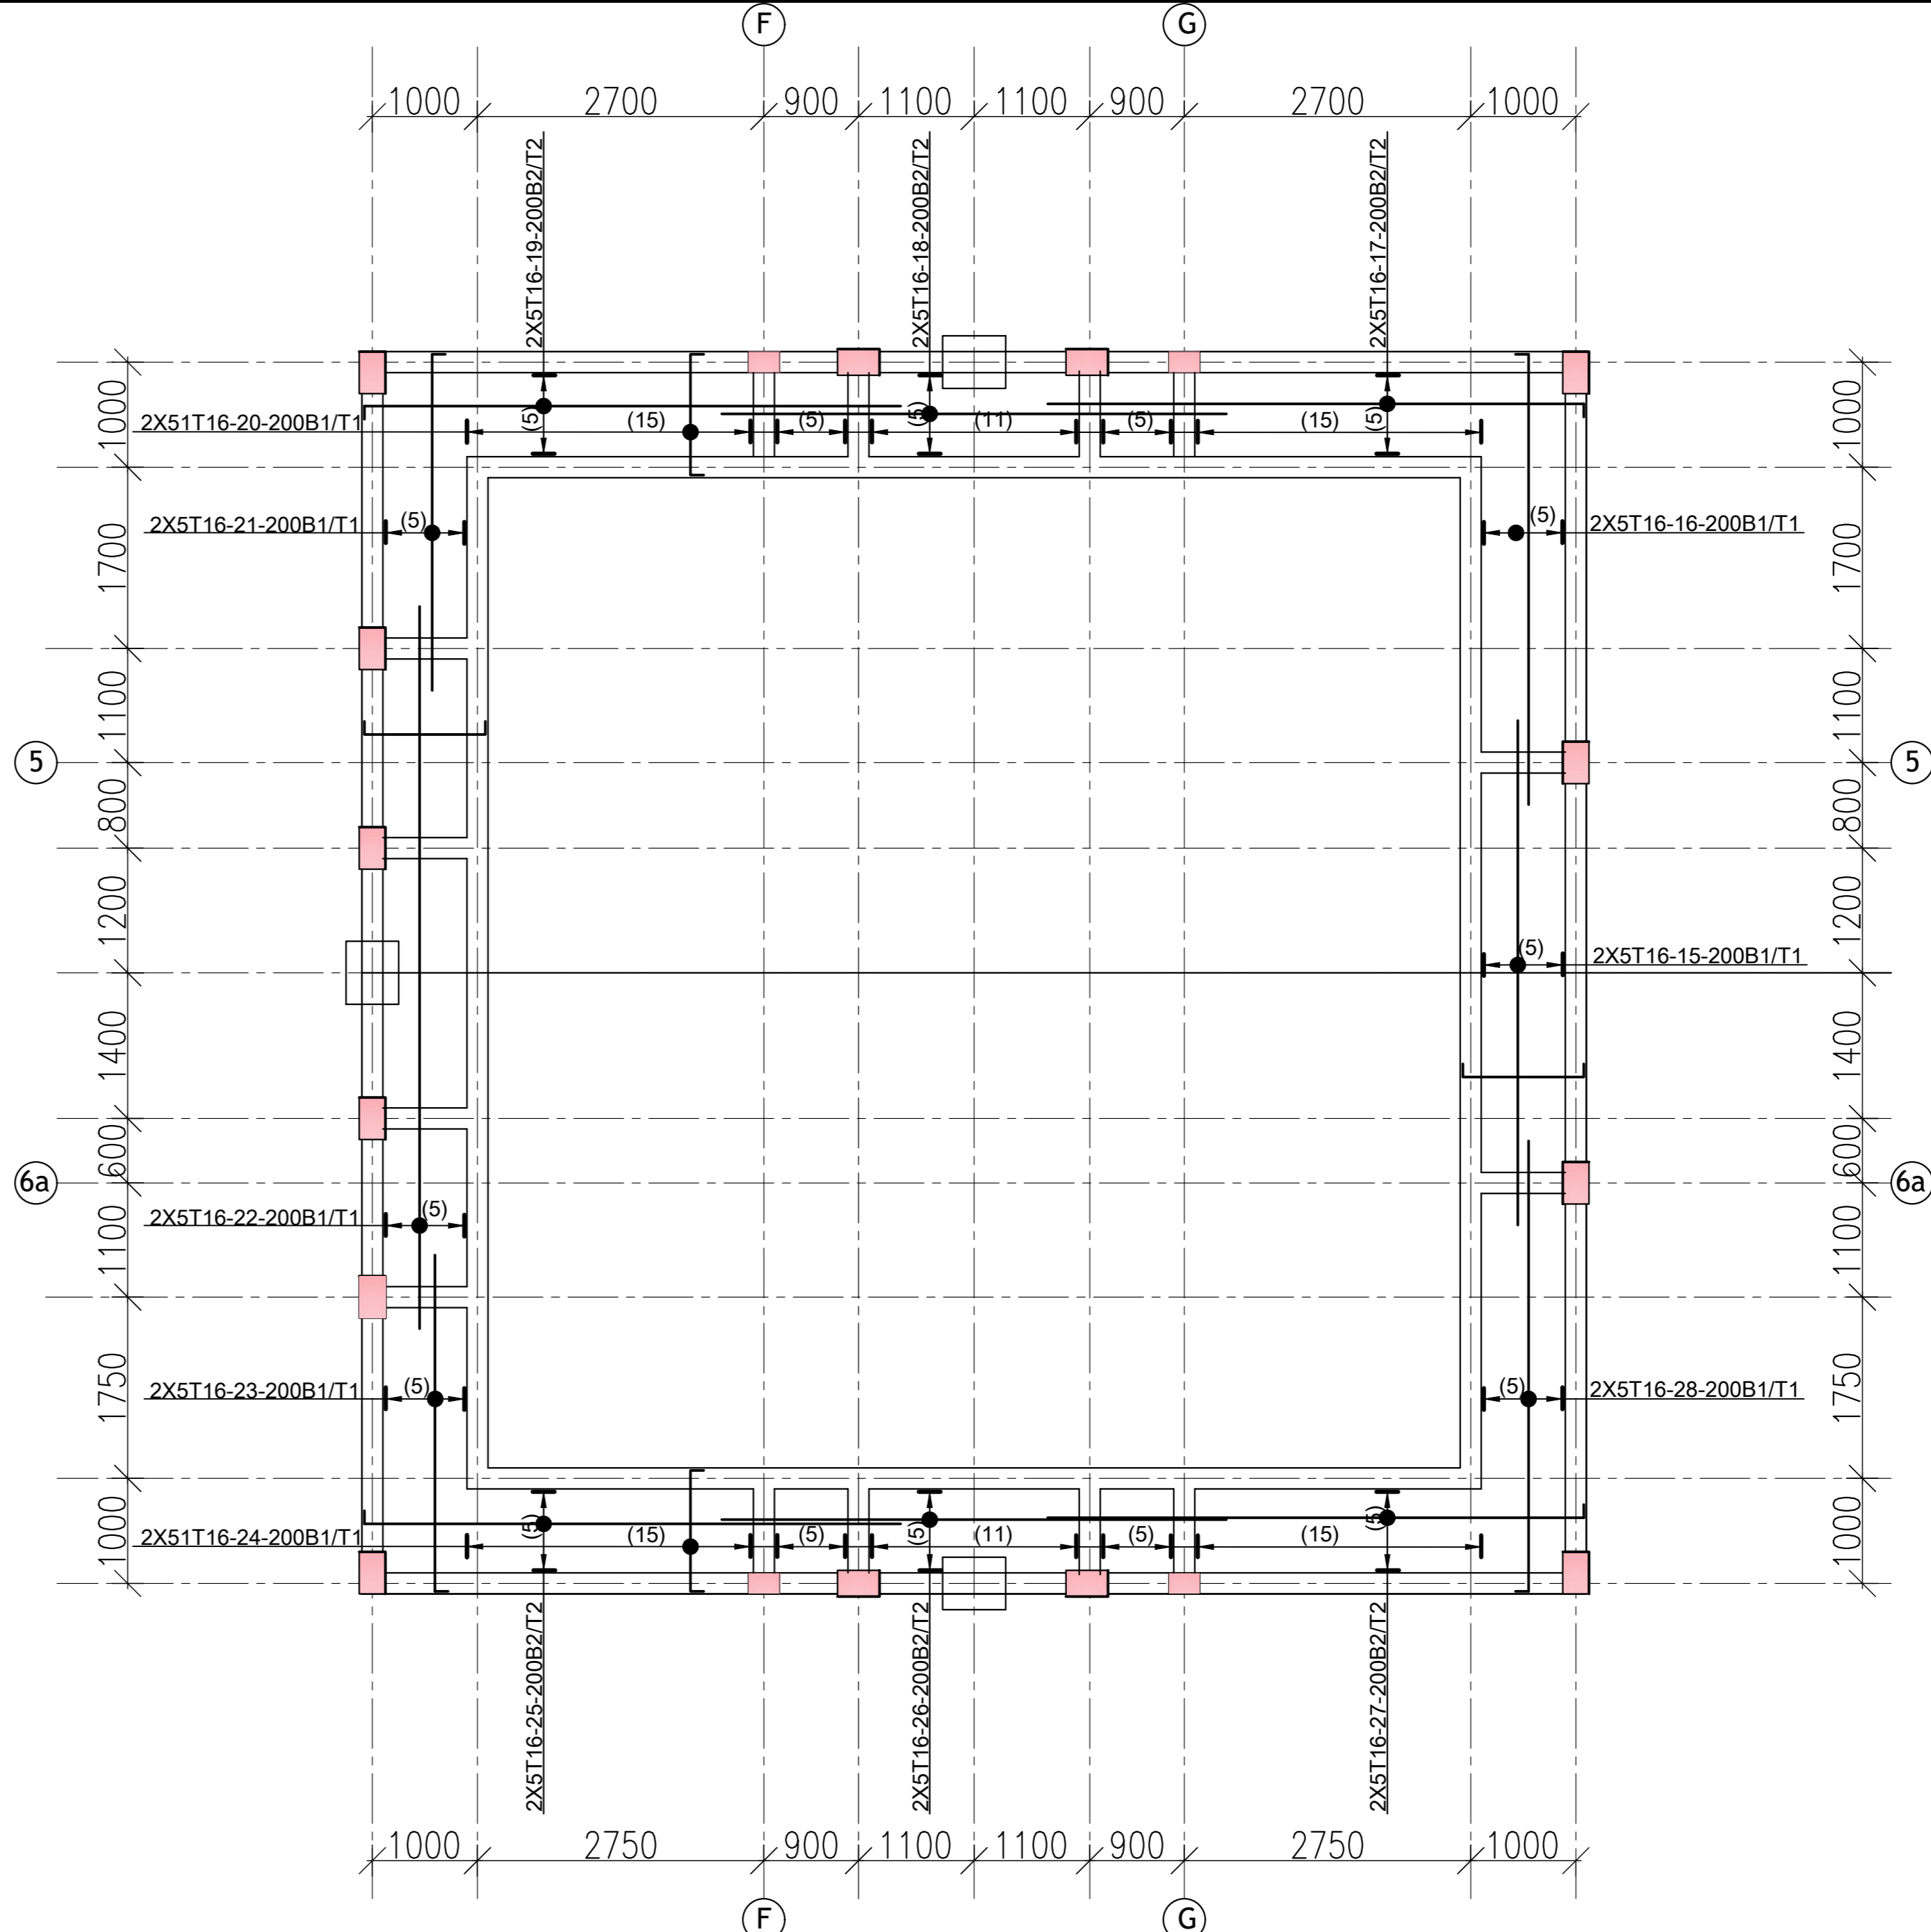 F
G
1000 2700 900 1100 1100 900 2700 1000
2X5T16-19-200B2/T2
2X5T16-18-200B2/T2
2X5T16-17-200B2/T2
1000
1000
2X51T16-20-200B1/T1
(5)
(15)
(5)
(5)
(11)
(5)
(15)
(5)
2X5T16-21-200B1/T1
(5)
(5)
2X5T16-16-200B1/T1
1700
1700
1100
1100
5
5
800
800
1200
1200
(5)
2X5T16-15-200B1/T1
1400
1400
600
600
6a
6a
2X5T16-22-200B1/T1
(5)
1100
1100
2X5T16-23-200B1/T1
(5)
(5)
2X5T16-28-200B1/T1
1750
1750
2X51T16-24-200B1/T1
(5)
(15)
(5)
(5)
(11)
(5)
(15)
(5)
1000
1000
2X5T16-25-200B2/T2
2X5T16-26-200B2/T2
2X5T16-27-200B2/T2
1000 2750 900 1100 1100 900 2750 1000
F
G